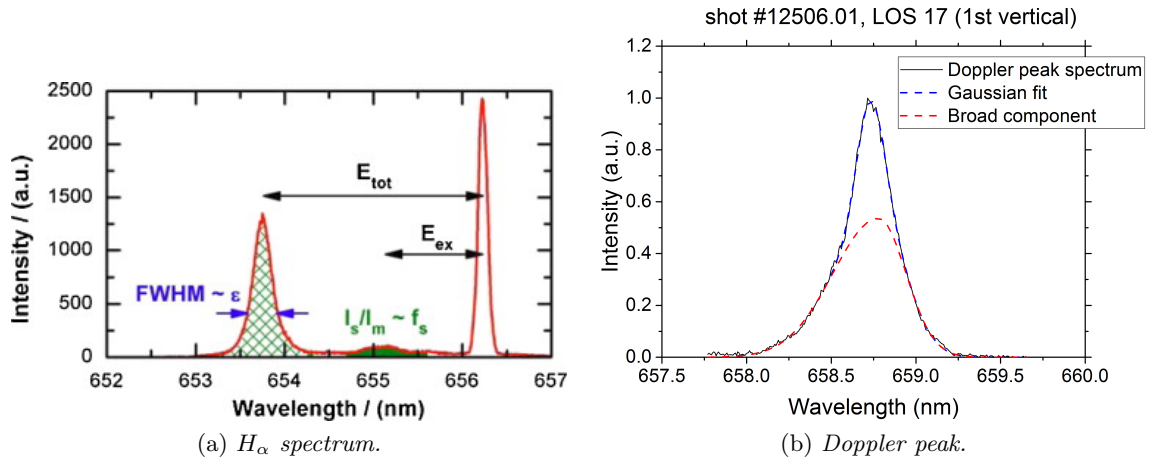 2500
2000
1500
1000
500
0
Intensity / (a.u.)
E_tot
E_ex
FWHM ~ ε
I_s/I_m ~ f_s
652 653 654 655 656 657
Wavelength / (nm)
(a) H_α spectrum.
shot #12506.01, LOS 17 (1st vertical)
1.2
1.0
0.8
0.6
0.4
0.2
0.0
Intensity (a.u.)
Doppler peak spectrum
Gaussian fit
Broad component
657.5 658.0 658.5 659.0 659.5 660.0
Wavelength (nm)
(b) Doppler peak.